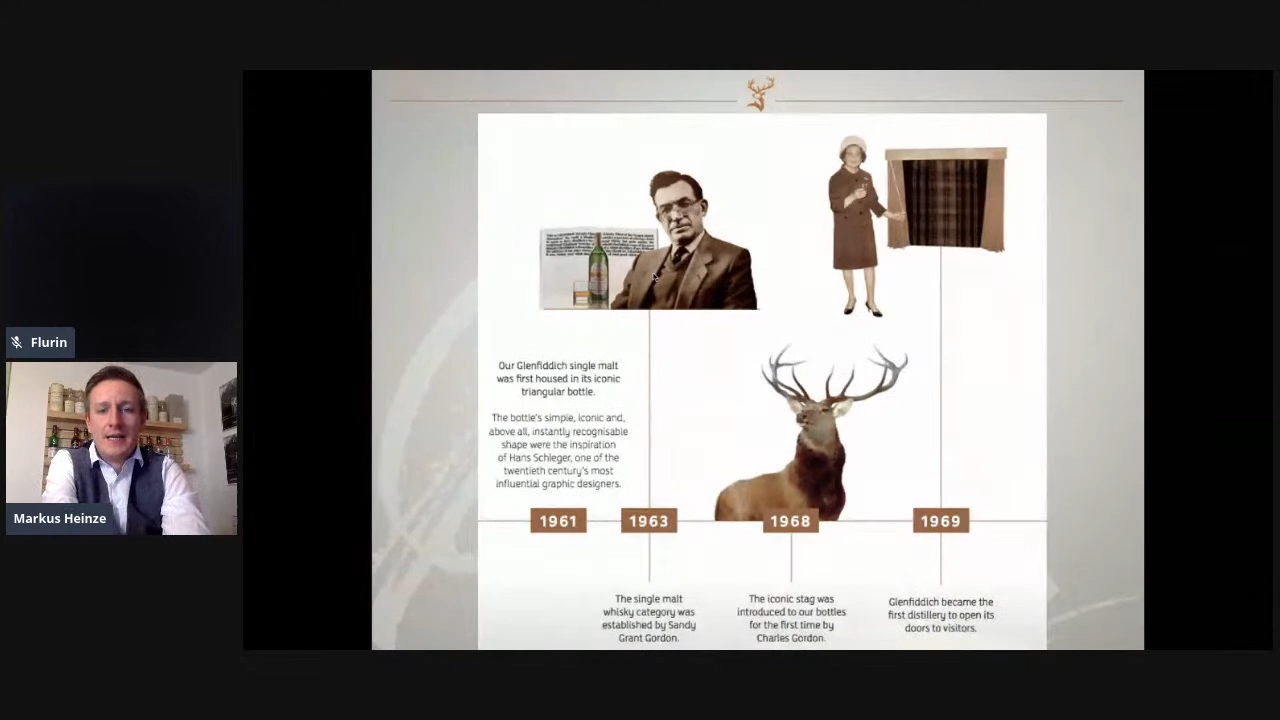 Flurin
Markus Heinze
Our Glenfiddich single malt
was first housed in its iconic
triangular bottle.
The bottle's simple, iconic and,
above all, instantly recognisable
shape were the inspiration
of Hans Schleger, one of the
twentieth century's most
influential graphic designers.
1961
1963
1968
1969
The single malt
whisky category was
established by Sandy
Grant Gordon.
The iconic stag was
introduced to our bottles
for the first time by
Charles Gordon.
Glenfiddich became the
first distillery to open its
doors to visitors.